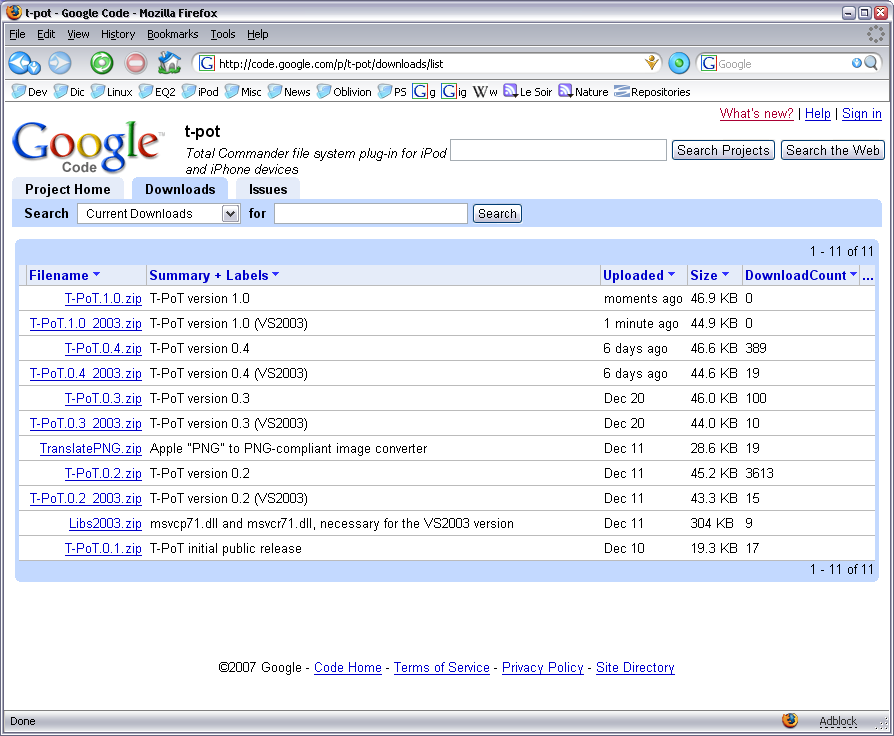 t-pot - Google Code - Mozilla Firefox
File Edit View History Bookmarks Tools Help
http://code.google.com/p/t-pot/downloads/list Google
Dev Dic Linux EQ2 iPod Misc News Oblivion PS g ig w Le Soir Nature Repositories
What's new? | Help | Sign in
Google Code
t-pot
Total Commander file system plug-in for iPod
and iPhone devices
Search Projects Search the Web
Project Home Downloads Issues
Search Current Downloads for Search
1 - 11 of 11
Filename Summary + Labels Uploaded Size DownloadCount ...
T-PoT.1.0.zip T-PoT version 1.0 moments ago 46.9 KB 0
T-PoT.1.0_2003.zip T-PoT version 1.0 (VS2003) 1 minute ago 44.9 KB 0
T-PoT.0.4.zip T-PoT version 0.4 6 days ago 46.6 KB 389
T-PoT.0.4_2003.zip T-PoT version 0.4 (VS2003) 6 days ago 44.6 KB 19
T-PoT.0.3.zip T-PoT version 0.3 Dec 20 46.0 KB 100
T-PoT.0.3_2003.zip T-PoT version 0.3 (VS2003) Dec 20 44.0 KB 10
TranslatePNG.zip Apple "PNG" to PNG-compliant image converter Dec 11 28.6 KB 19
T-PoT.0.2.zip T-PoT version 0.2 Dec 11 45.2 KB 3613
T-PoT.0.2_2003.zip T-PoT version 0.2 (VS2003) Dec 11 43.3 KB 15
Libs2003.zip msvcp71.dll and msvcr71.dll, necessary for the VS2003 version Dec 11 304 KB 9
T-PoT.0.1.zip T-PoT initial public release Dec 10 19.3 KB 17
1 - 11 of 11
©2007 Google - Code Home - Terms of Service - Privacy Policy - Site Directory
Done Adblock